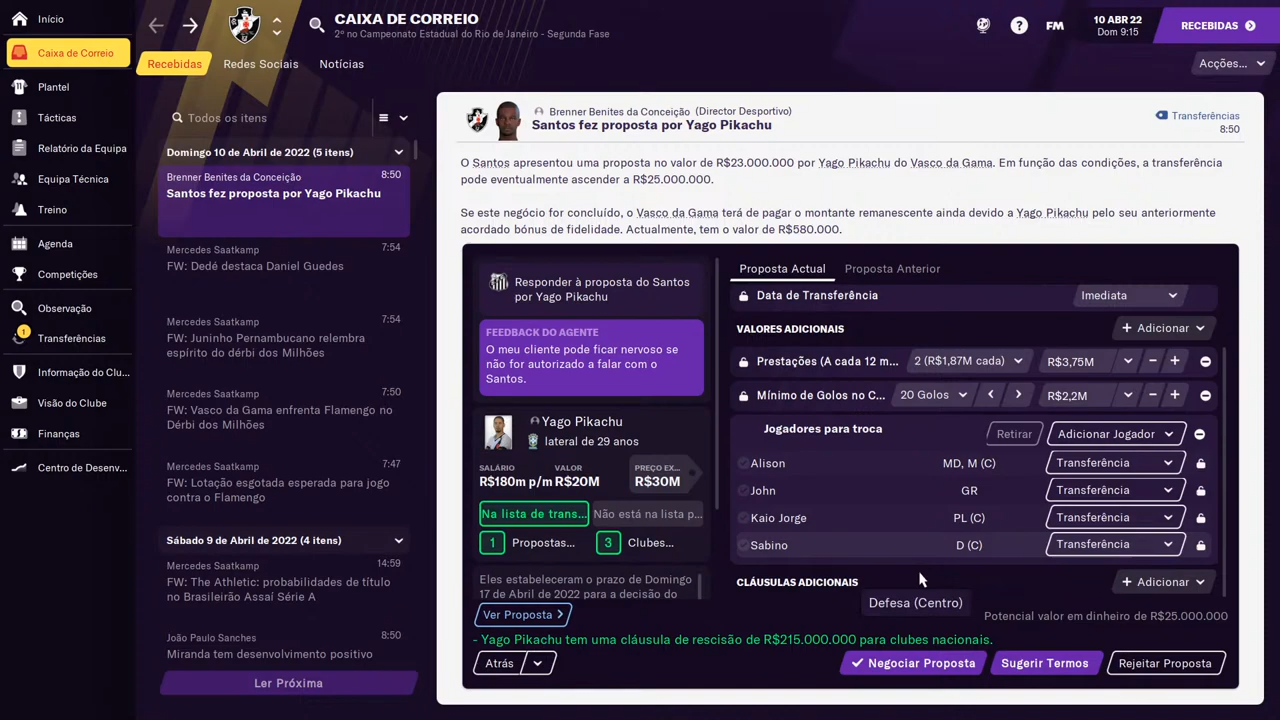 Início
Caixa de Correio
Plantel
Tácticas
Relatório da Equipa
Equipa Técnica
Treino
Agenda
Competições
Observação
1
Transferências
Informação do Clu...
Visão do Clube
Finanças
Centro de Desenv...
CAIXA DE CORREIO
2º no Campeonato Estadual do Rio de Janeiro - Segunda Fase
?
FM
10 ABR 22
Dom 9:15
RECEBIDAS
Recebidas
Redes Sociais
Notícias
Acções...
Todos os itens
Domingo 10 de Abril de 2022 (5 itens)
Brenner Benites da Conceição 8:50
Santos fez proposta por Yago Pikachu
Mercedes Saatkamp 7:54
FW: Dedé destaca Daniel Guedes
Mercedes Saatkamp 7:54
FW: Juninho Pernambucano relembra
espírito do dérbi dos Milhões
Mercedes Saatkamp 7:50
FW: Vasco da Gama enfrenta Flamengo no
Dérbi dos Milhões
Mercedes Saatkamp 7:47
FW: Lotação esgotada esperada para jogo
contra o Flamengo
Sábado 9 de Abril de 2022 (4 itens)
Mercedes Saatkamp 14:59
FW: The Athletic: probabilidades de título
no Brasileirão Assaí Série A
João Paulo Sanches 8:50
Miranda tem desenvolvimento positivo
Ler Próxima
Brenner Benites da Conceição (Director Desportivo)
Santos fez proposta por Yago Pikachu
Transferências
8:50
O Santos apresentou uma proposta no valor de R$23.000.000 por Yago Pikachu do Vasco da Gama. Em função das condições, a transferência
pode eventualmente ascender a R$25.000.000.
Se este negócio for concluído, o Vasco da Gama terá de pagar o montante remanescente ainda devido a Yago Pikachu pelo seu anteriormente
acordado bónus de fidelidade. Actualmente, tem o valor de R$580.000.
Responder à proposta do Santos
por Yago Pikachu
FEEDBACK DO AGENTE
O meu cliente pode ficar nervoso se
não for autorizado a falar com o
Santos.
Yago Pikachu
lateral de 29 anos
SALÁRIO VALOR PREÇO EX...
R$180m p/m R$20M R$30M
Na lista de trans... Não está na lista p...
1 Propostas... 3 Clubes...
Eles estabeleceram o prazo de Domingo
17 de Abril de 2022 para a decisão do
Ver Proposta
Proposta Actual Proposta Anterior
Data de Transferência Imediata
VALORES ADICIONAIS + Adicionar
Prestações (A cada 12 m... 2 (R$1,87M cada) R$3,75M
Mínimo de Golos no C... 20 Golos R$2,2M
Jogadores para troca Retirar Adicionar Jogador
Alison MD, M (C) Transferência
John GR Transferência
Kaio Jorge PL (C) Transferência
Sabino D (C) Transferência
CLÁUSULAS ADICIONAIS + Adicionar
Defesa (Centro)
Potencial valor em dinheiro de R$25.000.000
- Yago Pikachu tem uma cláusula de rescisão de R$215.000.000 para clubes nacionais.
Atrás
Negociar Proposta
Sugerir Termos
Rejeitar Proposta